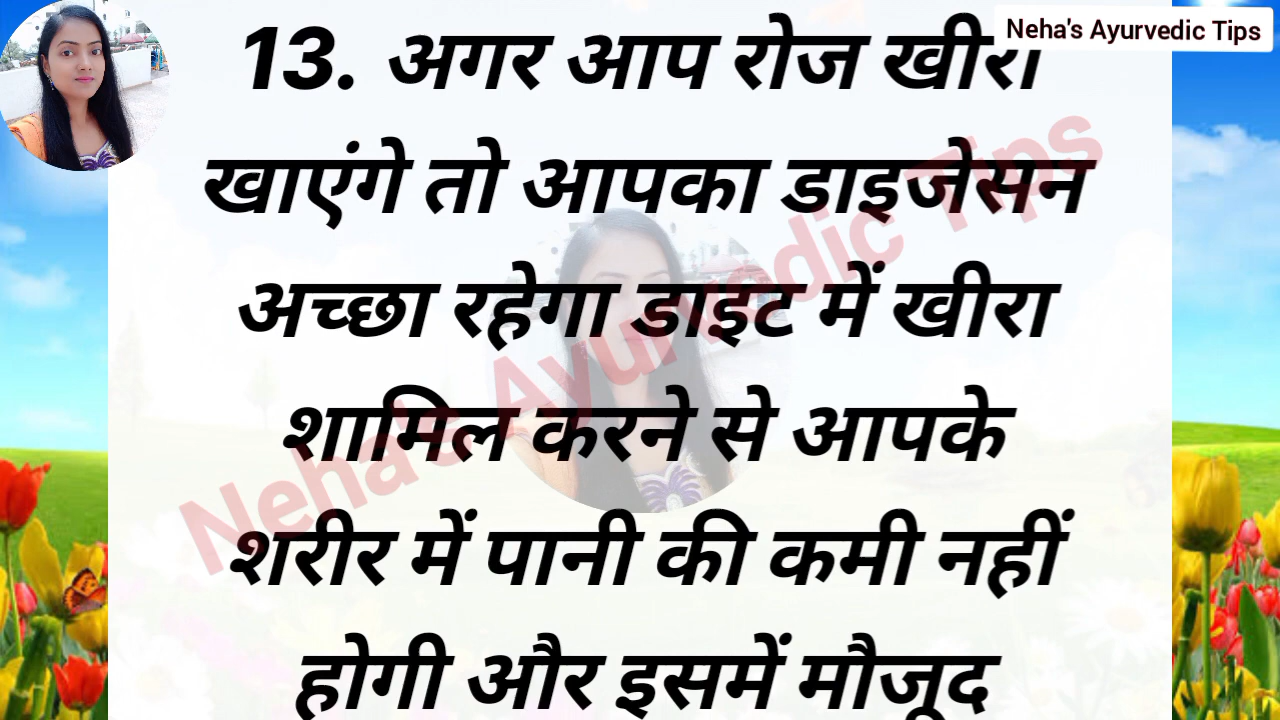 Neha's Ayurvedic Tips
13. अगर आप रोज खीरा
खाएंगे तो आपका डाइजेसन
अच्छा रहेगा डाइट में खीरा
शामिल करने से आपके
शरीर में पानी की कमी नहीं
होगी और इसमें मौजूद
Neha's Ayurvedic Tips